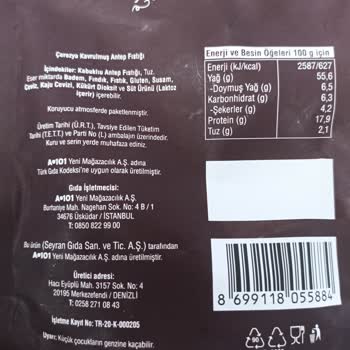 Çerezya Kavrulmuş Antep Fıstığı
İçindekiler: Kabuklu Antep Fıstığı, Tuz.
Eser miktarda Badem, Fındık, Fıstık, Gluten, Susam,
Ceviz, Kaju Cevizi, Kükürt Dioksit ve Süt Ürünü (Laktoz
içerir) içerebilir.
Koruyucu atmosferde paketlenmiştir.
Üretim Tarihi (Ü.R.T.), Tavsiye Edilen Tüketim
Tarihi (T.E.T.T.) ve Parti No (L) ambalajın üzerindedir.
Kuru ve serin yerde muhafaza ediniz.
A101 Yeni Mağazacılık A.Ş. adına
Türk Gıda Kodeksi'ne uygun olarak üretilmiştir.
Gıda İşletmecisi:
A101 Yeni Mağazacılık A.Ş.
Burhaniye Mah. Nagehan Sok. No: 4 B / 1
34676 Üsküdar / İSTANBUL
T: 0850 822 99 00
Bu ürün (Seyran Gıda San. ve Tic. A.Ş.) tarafından
A101 Yeni Mağazacılık A.Ş. adına üretilmiştir.
Üretici adresi:
Hacı Eyüplü Mah. 3157 Sok. No: 4
20195 Merkezefendi / DENİZLİ
T: 0258 271 08 43
İşletme Kayıt No: TR-20-K-000205
Uyarı: Küçük çocukların genzine kaçabilir.
Enerji ve Besin Öğeleri 100 g için
Enerji (kJ/kcal) 2587/627
Yağ (g) 55,6
-Doymuş Yağ (g) 6,5
Karbonhidrat (g) 6,3
-Şekerler (g) 4,2
Protein (g) 17,9
Tuz (g) 2,1
8 699118 055884